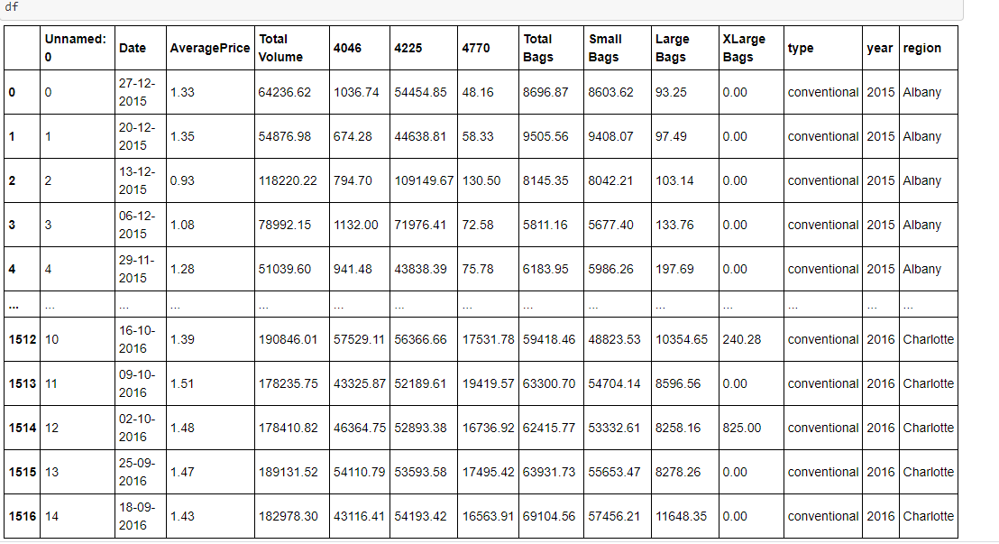 df
Unnamed: 0 Date AveragePrice Total Volume 4046 4225 4770 Total Bags Small Bags Large Bags XLarge Bags type year region
0 0 27-12-2015 1.33 64236.62 1036.74 54454.85 48.16 8696.87 8603.62 93.25 0.00 conventional 2015 Albany
1 1 20-12-2015 1.35 54876.98 674.28 44638.81 58.33 9505.56 9408.07 97.49 0.00 conventional 2015 Albany
2 2 13-12-2015 0.93 118220.22 794.70 109149.67 130.50 8145.35 8042.21 103.14 0.00 conventional 2015 Albany
3 3 06-12-2015 1.08 78992.15 1132.00 71976.41 72.58 5811.16 5677.40 133.76 0.00 conventional 2015 Albany
4 4 29-11-2015 1.28 51039.60 941.48 43838.39 75.78 6183.95 5986.26 197.69 0.00 conventional 2015 Albany
... ... ... ... ... ... ... ... ... ... ... ... ... ... ...
1512 10 16-10-2016 1.39 190846.01 57529.11 56366.66 17531.78 59418.46 48823.53 10354.65 240.28 conventional 2016 Charlotte
1513 11 09-10-2016 1.51 178235.75 43325.87 52189.61 19419.57 63300.70 54704.14 8596.56 0.00 conventional 2016 Charlotte
1514 12 02-10-2016 1.48 178410.82 46364.75 52893.38 16736.92 62415.77 53332.61 8258.16 825.00 conventional 2016 Charlotte
1515 13 25-09-2016 1.47 189131.52 54110.79 53593.58 17495.42 63931.73 55653.47 8278.26 0.00 conventional 2016 Charlotte
1516 14 18-09-2016 1.43 182978.30 43116.41 54193.42 16563.91 69104.56 57456.21 11648.35 0.00 conventional 2016 Charlotte